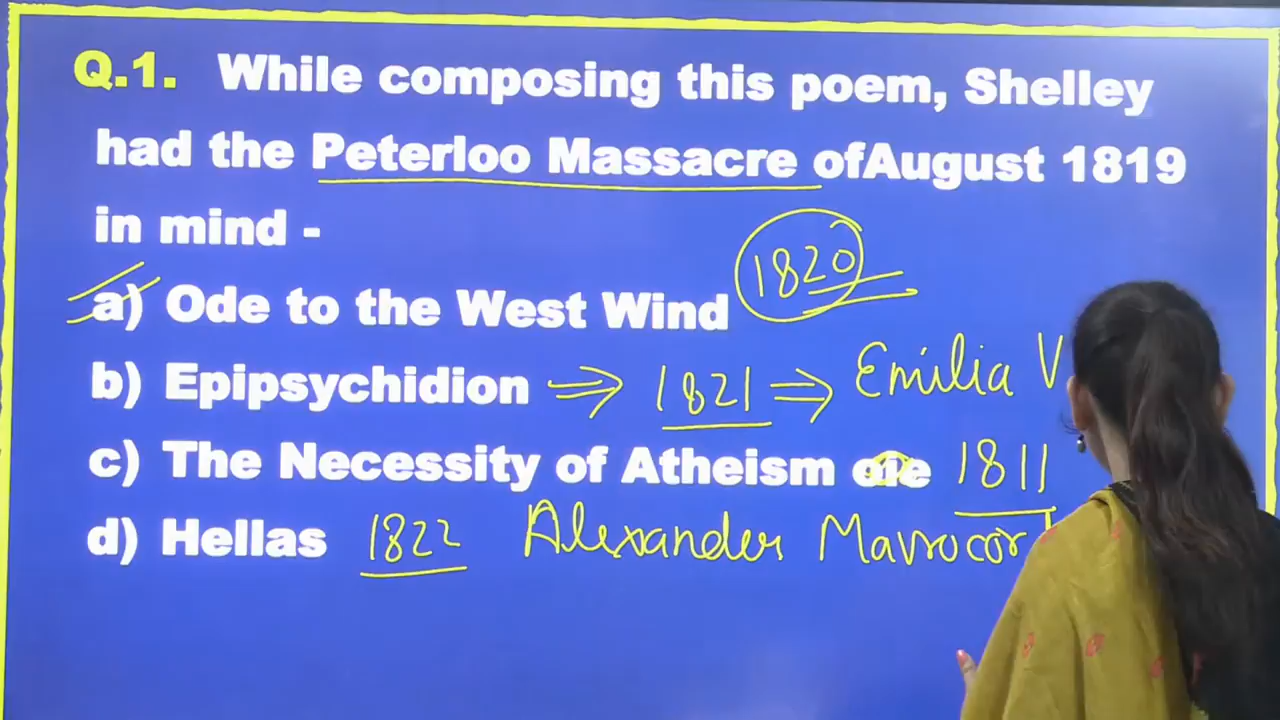 Q.1. While composing this poem, Shelley
had the Peterloo Massacre ofAugust 1819
in mind -
a) Ode to the West Wind 1820
b) Epipsychidion ⇒ 1821 ⇒ Emilia V
c) The Necessity of Atheism 1811
d) Hellas 1822 Alexander Mavrocor